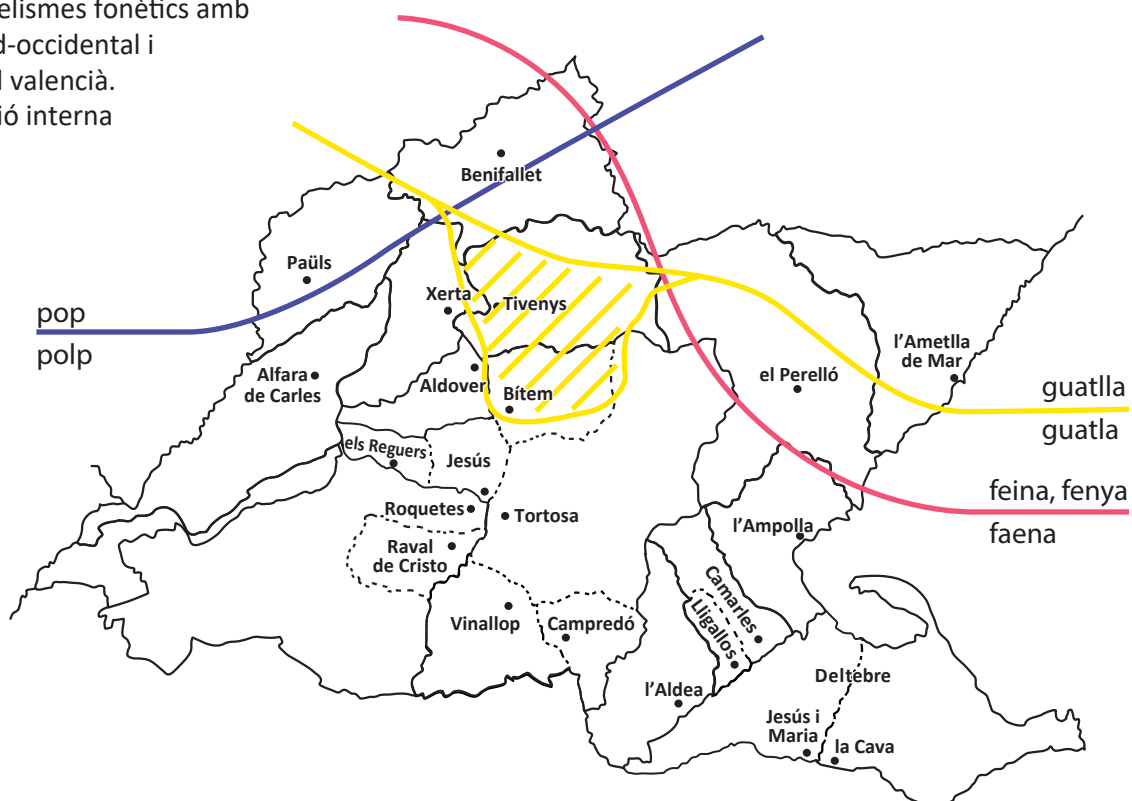 elismes fonètics amb
d-occidental i
l valencià.
ió interna
Benifallet
Paüls
Xerta
Tivenys
pop
polp
l'Ametlla
de Mar
Alfara
de Carles
Aldover
Bítem
el Perelló
guatlla
guatla
els Reguers
Jesús
feina, fenya
faena
Roquetes
Tortosa
l'Ampolla
Raval
de Cristo
Camarles
Lligallos
Vinallop
Campredó
l'Aldea
Deltebre
Jesús i
Maria
la Cava